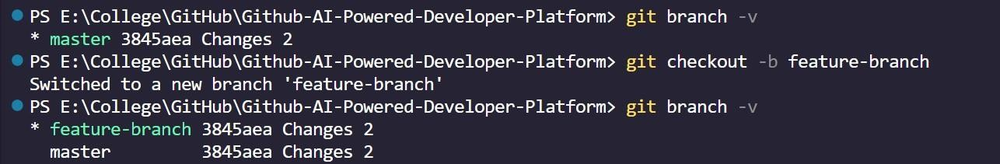 PS E:\College\GitHub\Github-AI-Powered-Developer-Platform> git branch -v
* master 3845aea Changes 2
PS E:\College\GitHub\Github-AI-Powered-Developer-Platform> git checkout -b feature-branch
Switched to a new branch 'feature-branch'
PS E:\College\GitHub\Github-AI-Powered-Developer-Platform> git branch -v
* feature-branch 3845aea Changes 2
  master         3845aea Changes 2